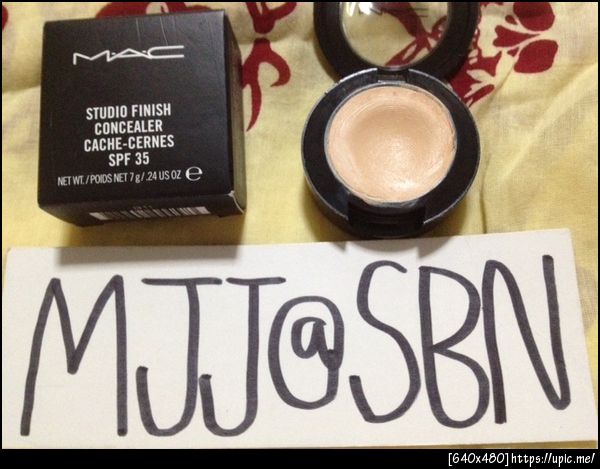 M·A·C
STUDIO FINISH
CONCEALER
CACHE-CERNES
SPF 35
NET WT./POIDS NET 7 g/.24 US OZ ℮
MJJ@SBN
[640x480]https://upic.me/